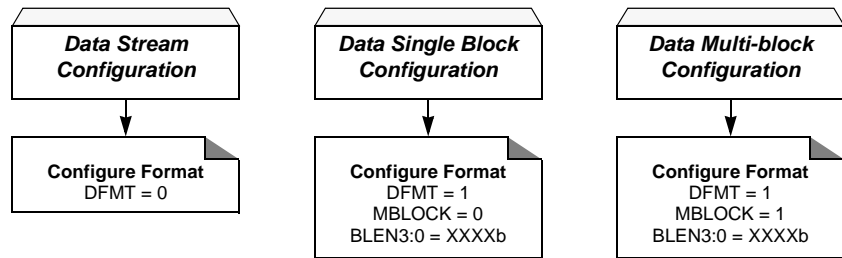 Data Stream
Configuration
Configure Format
DFMT = 0
Data Single Block
Configuration
Configure Format
DFMT = 1
MBLOCK = 0
BLEN3:0 = XXXXb
Data Multi-block
Configuration
Configure Format
DFMT = 1
MBLOCK = 1
BLEN3:0 = XXXXb